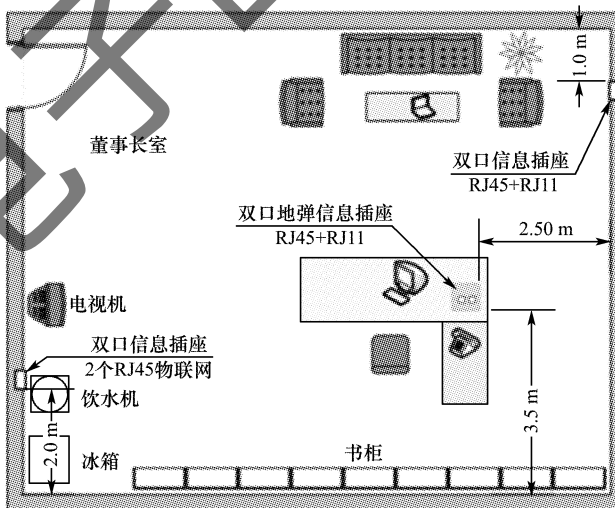 1.0 m
董事长室
双口信息插座
RJ45+RJ11
双口地弹信息插座
RJ45+RJ11
2.50 m
电视机
双口信息插座
2个RJ45物联网
饮水机
3.5 m
2.0 m
冰箱
书柜